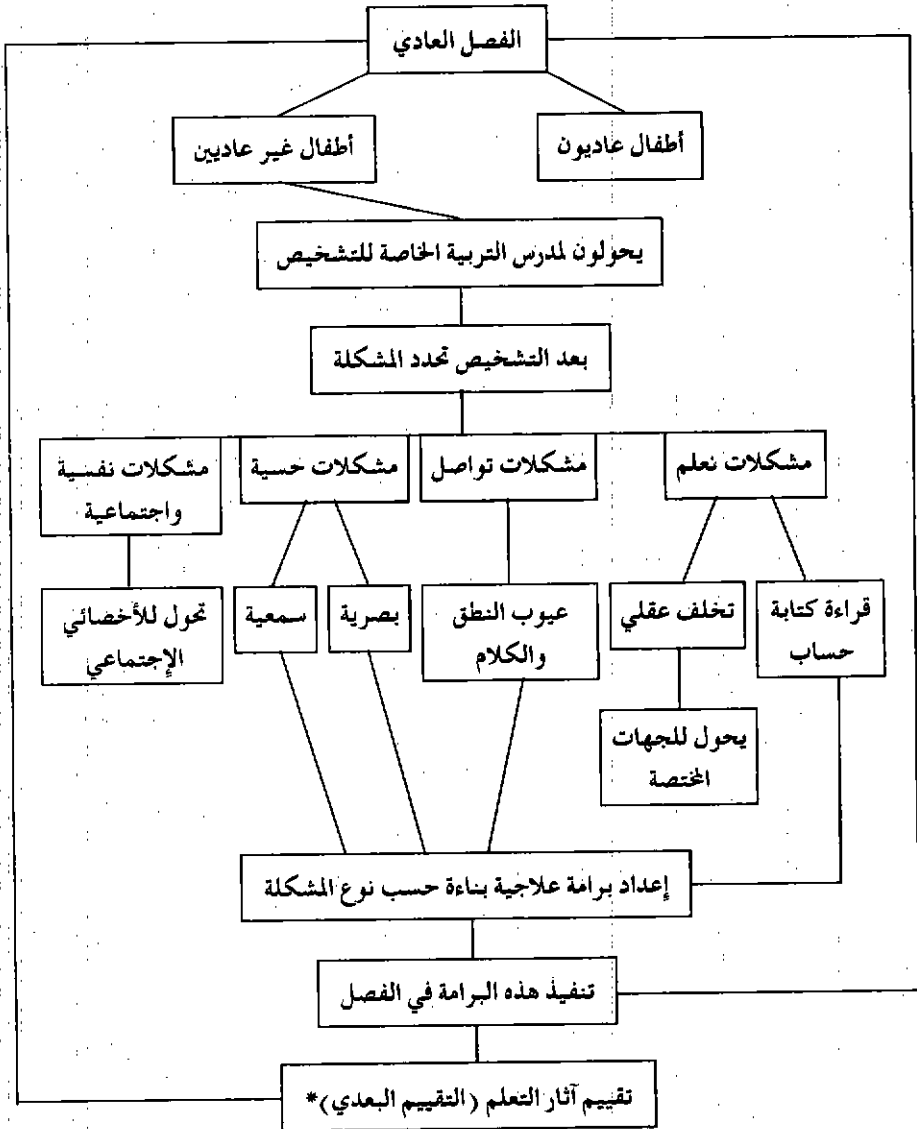 الفصل العادي
أطفال عاديون
أطفال غير عاديين
يحولون لمدرس التربية الخاصة للتشخيص
بعد التشخيص تحدد المشكلة
مشكلات نعلم
مشكلات تواصل
مشكلات حسية
مشكلات نفسية
واجتماعية
قراءة كتابة
حساب
تخلف عقلي
عيوب النطق
والكلام
بصرية
سمعية
تحول للأخصائي
الإجتماعي
يحول للجهات
المختصة
إعداد برامة علاجية بناءة حسب نوع المشكلة
تنفيذ هذه البرامة في الفصل
تقييم آثار التعلم (التقييم البعدي)*